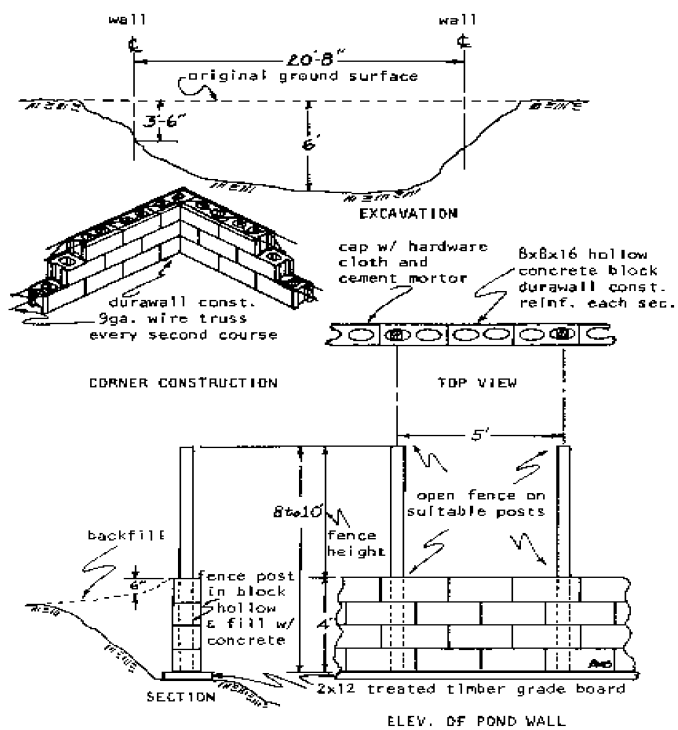 wall
wall
℄
℄
20'-8"
original ground surface
3'-6"
6'
EXCAVATION
cap w/ hardware
cloth and
cement mortor
8x8x16 hollow
concrete block
durawall const.
reinf. each sec.
durawall const.
9ga. wire truss
every second course
CORNER CONSTRUCTION
TOP VIEW
5'
8 to 10'
open fence on
suitable posts
fence
height
backfill
6"
fence post
in block
hollow
& fill w/
concrete
4'
SECTION
2x12 treated timber grade board
ELEV. OF POND WALL